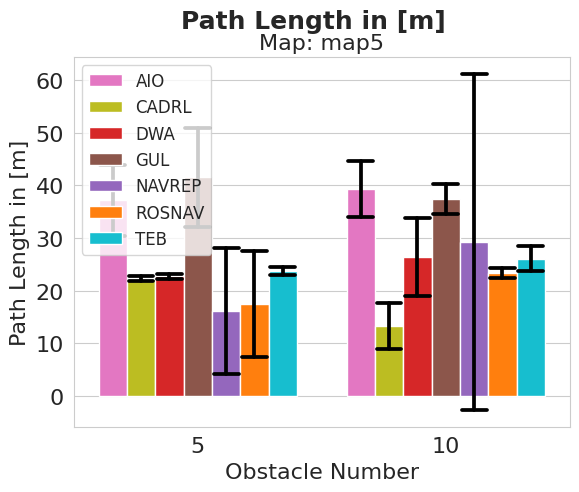 Path Length in [m]
Map: map5
Path Length in [m]
60
50
40
30
20
10
0
AIO
CADRL
DWA
GUL
NAVREP
ROSNAV
TEB
5
10
Obstacle Number